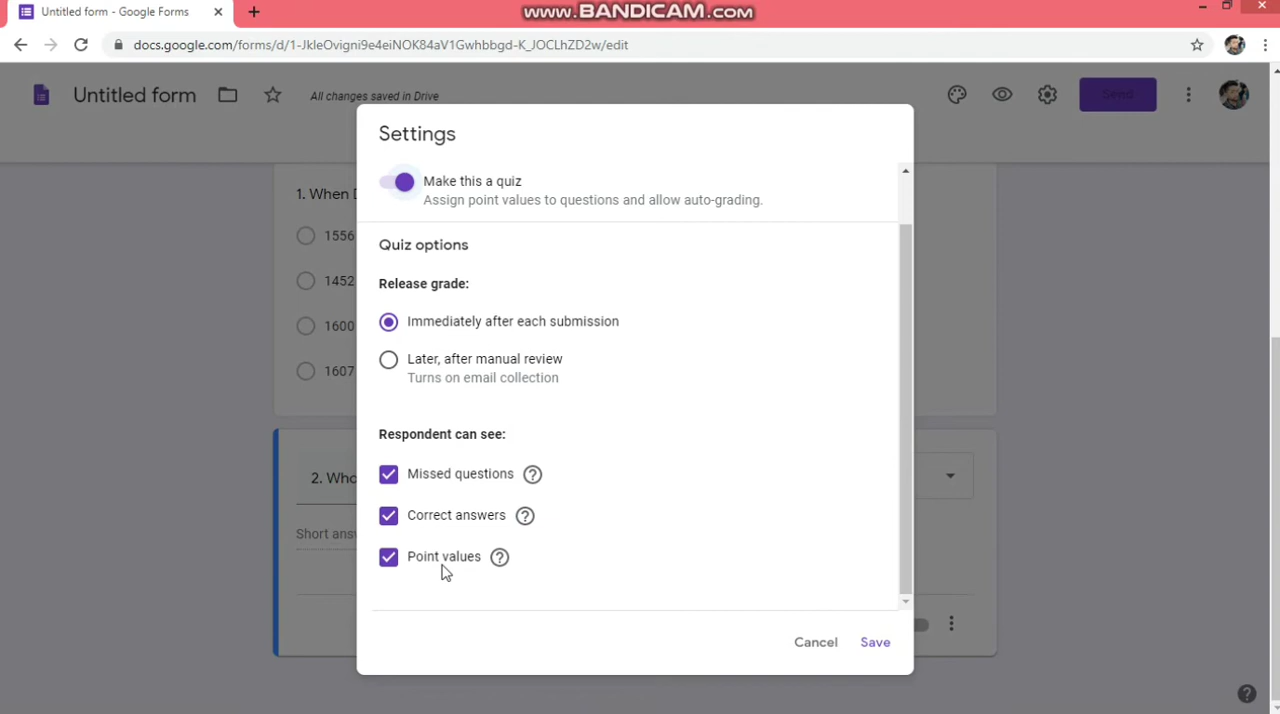 www.BANDICAM.com
Untitled form - Google Forms
docs.google.com/forms/d/1-JkleOvigni9e4eiNOK84aV1Gwhbbgd-K_JOCLhZD2w/edit
Untitled form
All changes saved in Drive
Send
Settings
Make this a quiz
Assign point values to questions and allow auto-grading.
1. When D
1556
1452
1600
1607
Quiz options
Release grade:
Immediately after each submission
Later, after manual review
Turns on email collection
Respondent can see:
Missed questions
Correct answers
Point values
2. Who
Short ans
Cancel
Save